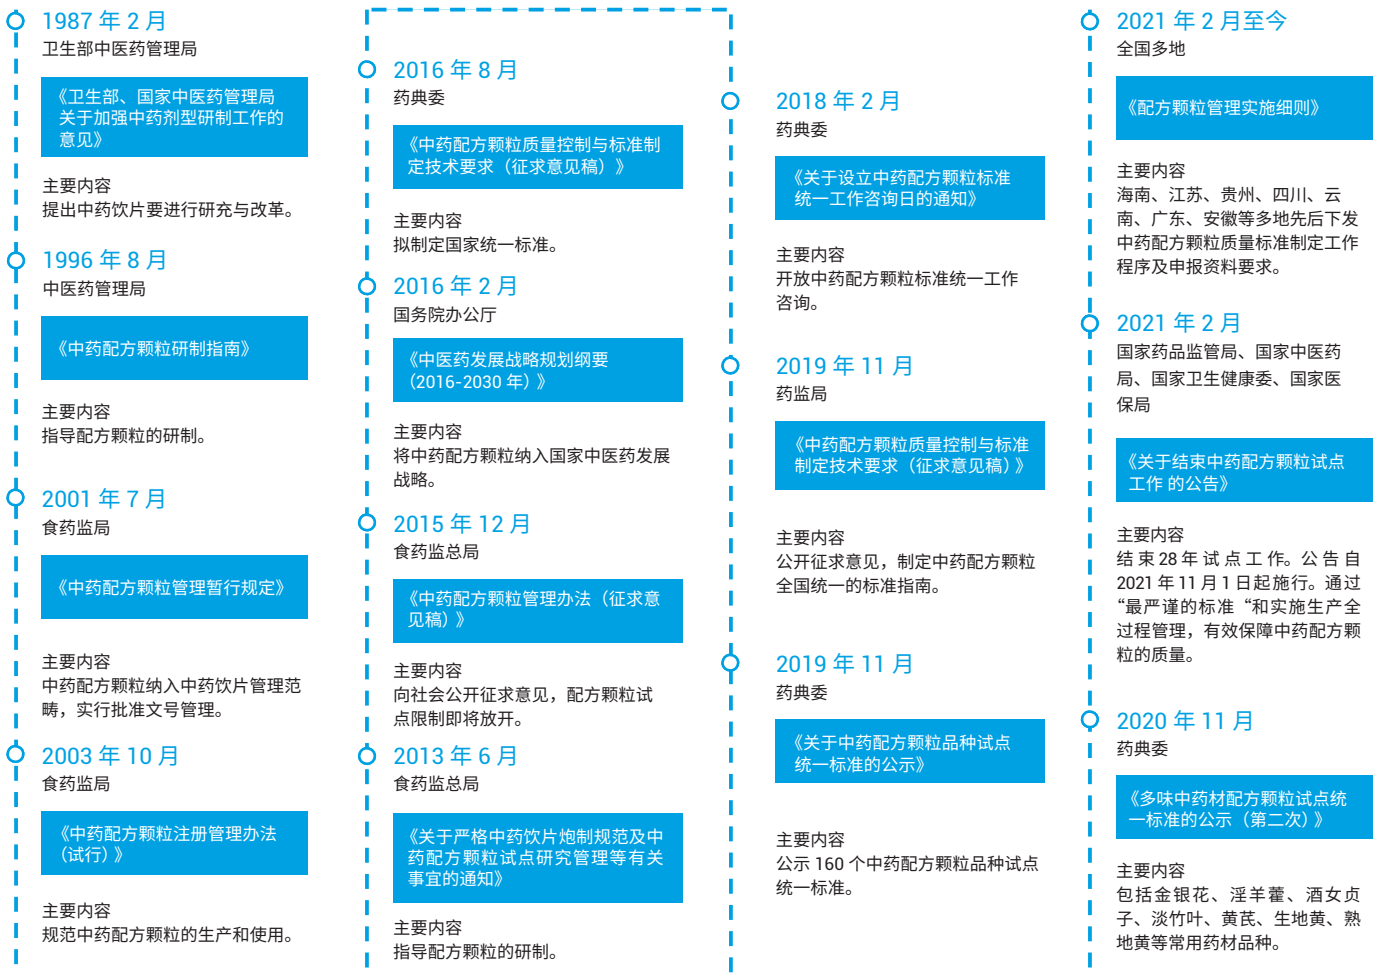 1987 年 2 月
卫生部中医药管理局
《卫生部、国家中医药管理局
关于加强中药剂型研制工作的
意见》
主要内容
提出中药饮片要进行研充与改革。
1996 年 8 月
中医药管理局
《中药配方颗粒研制指南》
主要内容
指导配方颗粒的研制。
2001 年 7 月
食药监局
《中药配方颗粒管理暂行规定》
主要内容
中药配方颗粒纳入中药饮片管理范
畴，实行批准文号管理。
2003 年 10 月
食药监局
《中药配方颗粒注册管理办法
（试行）》
主要内容
规范中药配方颗粒的生产和使用。
2016 年 8 月
药典委
《中药配方颗粒质量控制与标准制
定技术要求（征求意见稿）》
主要内容
拟制定国家统一标准。
2016 年 2 月
国务院办公厅
《中医药发展战略规划纲要
（2016-2030 年）》
主要内容
将中药配方颗粒纳入国家中医药发展
战略。
2015 年 12 月
食药监总局
《中药配方颗粒管理办法（征求意
见稿）》
主要内容
向社会公开征求意见，配方颗粒试
点限制即将放开。
2013 年 6 月
食药监总局
《关于严格中药饮片炮制规范及中
药配方颗粒试点研究管理等有关
事宜的通知》
主要内容
指导配方颗粒的研制。
2018 年 2 月
药典委
《关于设立中药配方颗粒标准
统一工作咨询日的通知》
主要内容
开放中药配方颗粒标准统一工作
咨询。
2019 年 11 月
药监局
《中药配方颗粒质量控制与标准
制定技术要求（征求意见稿）》
主要内容
公开征求意见，制定中药配方颗粒
全国统一的标准指南。
2019 年 11 月
药典委
《关于中药配方颗粒品种试点
统一标准的公示》
主要内容
公示 160 个中药配方颗粒品种试点
统一标准。
2021 年 2 月至今
全国多地
《配方颗粒管理实施细则》
主要内容
海南、江苏、贵州、四川、云
南、广东、安徽等多地先后下发
中药配方颗粒质量标准制定工作
程序及申报资料要求。
2021 年 2 月
国家药品监管局、国家中医药
局、国家卫生健康委、国家医
保局
《关于结束中药配方颗粒试点
工作 的公告》
主要内容
结 束 28 年 试 点 工 作。公 告 自
2021 年 11 月 1 日起施行。通过
“最严谨的标准“和实施生产全
过程管理，有效保障中药配方颗
粒的质量。
2020 年 11 月
药典委
《多味中药材配方颗粒试点统
一标准的公示（第二次）》
主要内容
包括金银花、淫羊藿、酒女贞
子、淡竹叶、黄芪、生地黄、熟
地黄等常用药材品种。